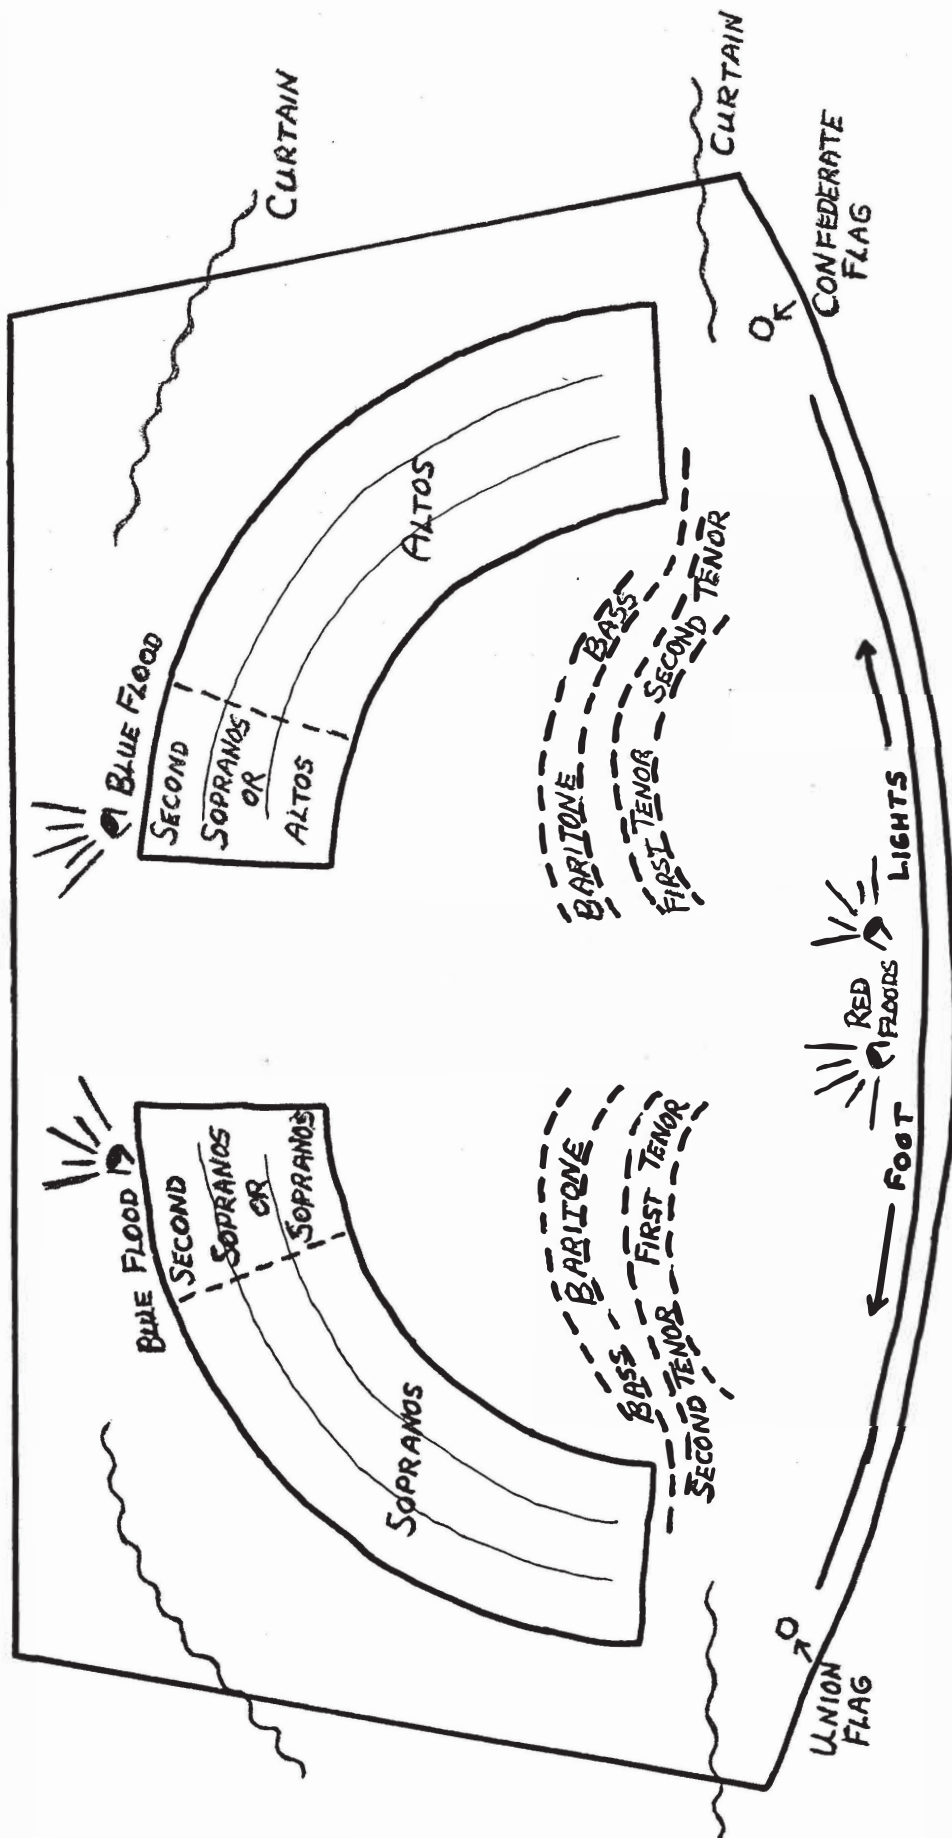 BLUE FLOOD
BLUE FLOOD
CURTAIN
SECOND
SOPRANOS
OR
SOPRANOS
SECOND
SOPRANOS
OR
ALTOS
SOPRANOS
ALTOS
BARITONE
BASS
BARITONE
BASS
FIRST TENOR
SECOND TENOR
FIRST TENOR
SECOND TENOR
CURTAIN
UNION
FLAG
CONFEDERATE
FLAG
RED
FLOODS
FOOT
LIGHTS